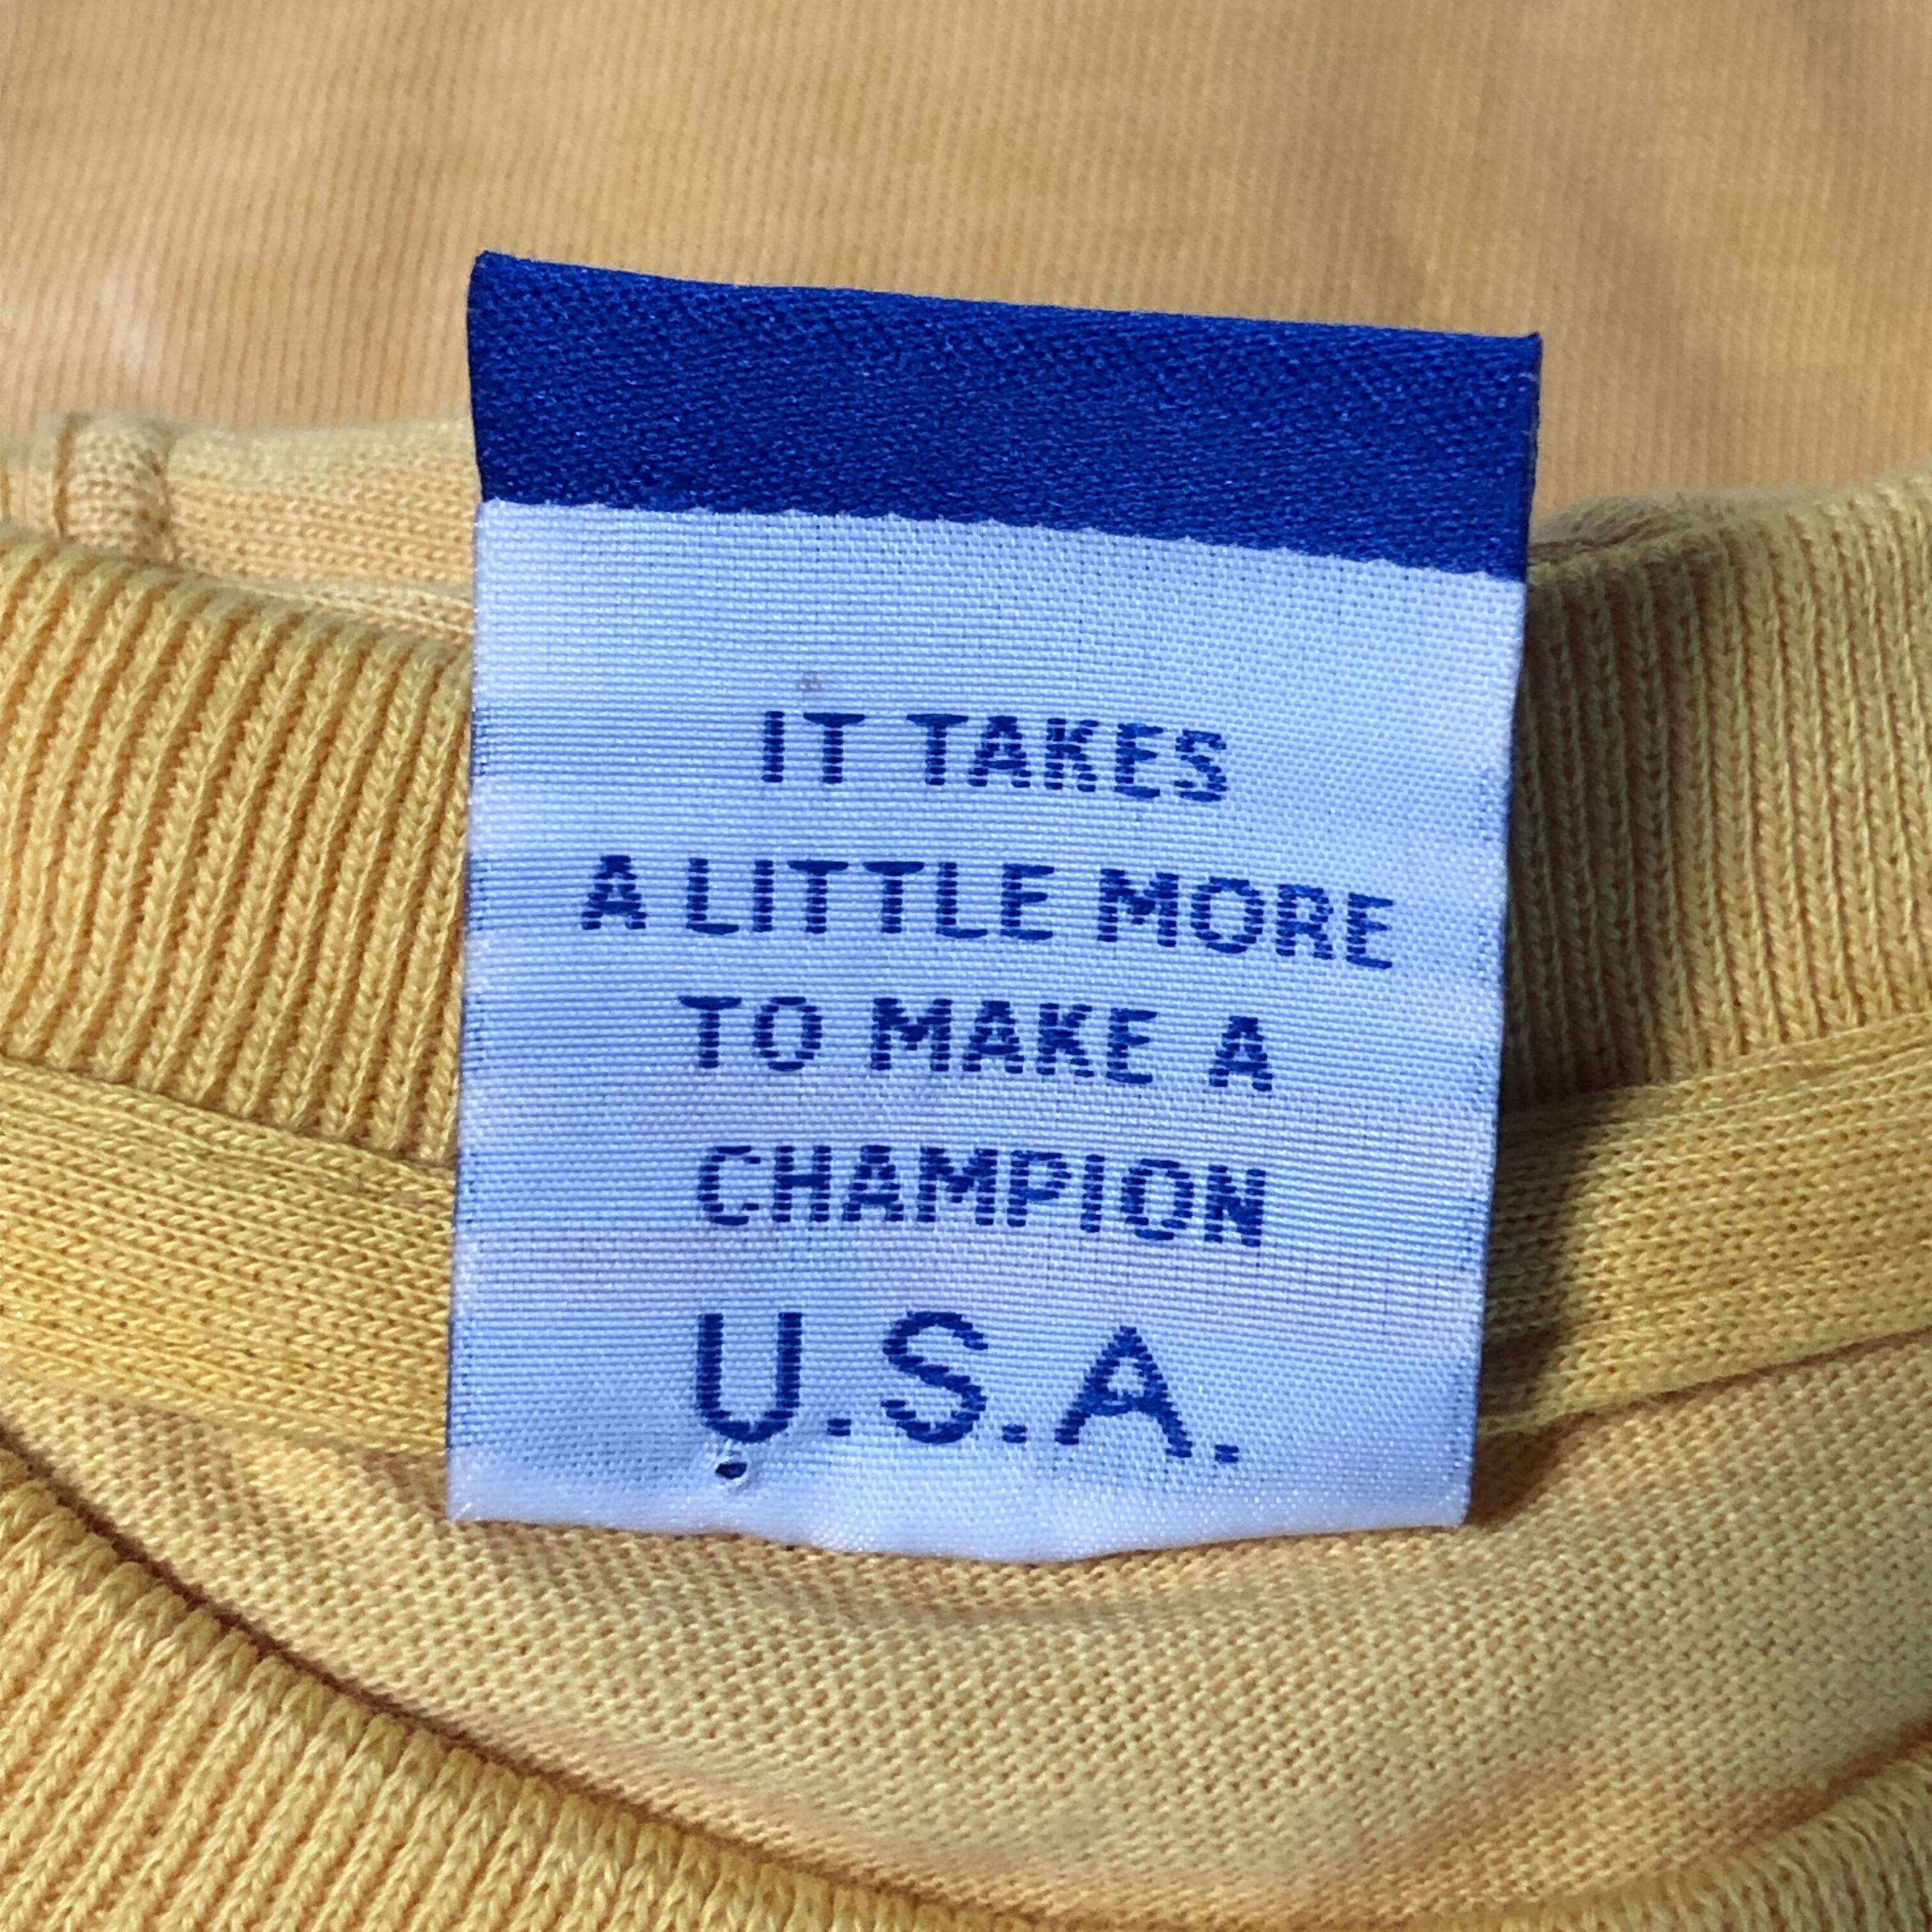 IT TAKES
A LITTLE MORE
TO MAKE A
CHAMPION
U.S.A.